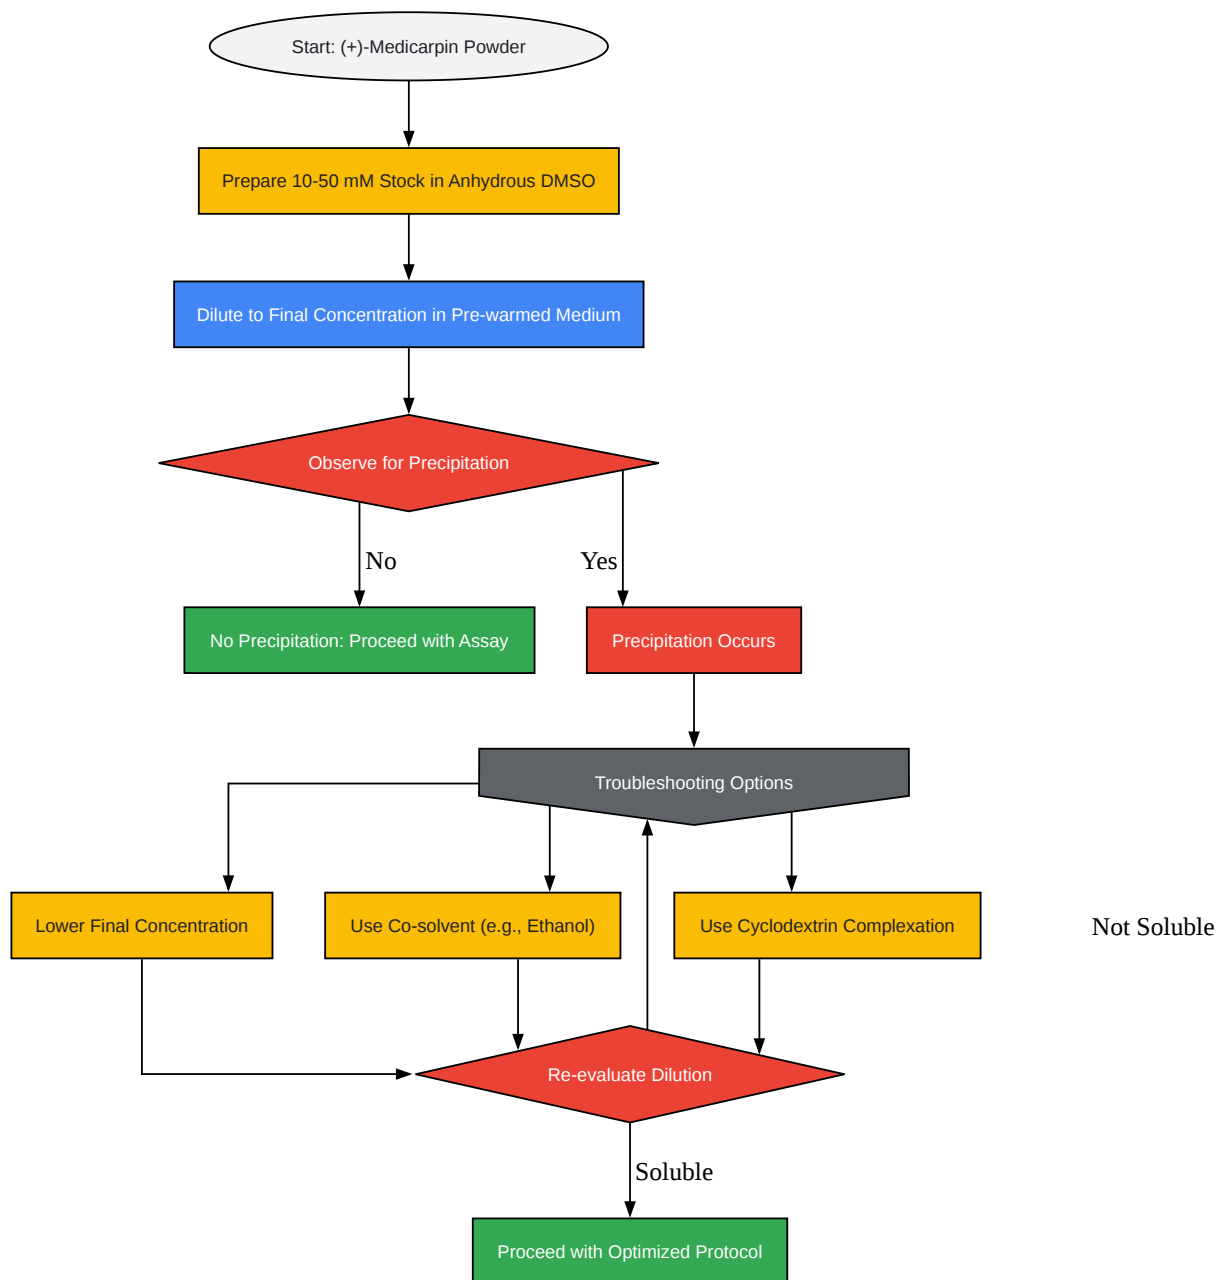 Start: (+)-Medicarpin Powder
Prepare 10-50 mM Stock in Anhydrous DMSO
Dilute to Final Concentration in Pre-warmed Medium
Observe for Precipitation
No
Yes
No Precipitation: Proceed with Assay
Precipitation Occurs
Troubleshooting Options
Lower Final Concentration
Use Co-solvent (e.g., Ethanol)
Use Cyclodextrin Complexation
Not Soluble
Re-evaluate Dilution
Soluble
Proceed with Optimized Protocol